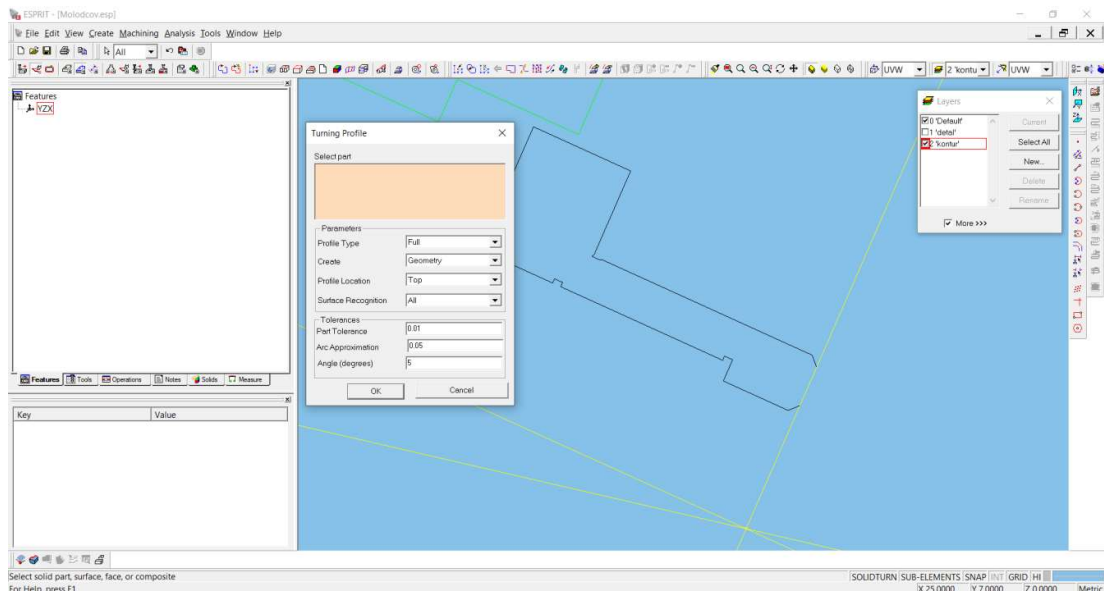 ESPRIT - [Molodcov.esp]
File Edit View Create Machining Analysis Tools Window Help
All
UVW 2 'kontu UVW
Features
YZX
Turning Profile
Select part
Parameters
Profile Type Full
Create Geometry
Profile Location Top
Surface Recognition All
Tolerances
Part Tolerance 0.01
Arc Approximation 0.05
Angle (degrees) 5
OK Cancel
Layers
0 'Default' Current
1 'detal'
2 'kontur' Select All
New...
Delete
Rename
More >>>
Features Tools Operations Notes Solids Measure
Key Value
Select solid part, surface, face, or composite SOLIDTURN SUB-ELEMENTS SNAP INT GRID HI
For Help, press F1 X 25.0000 Y 7.0000 Z 0.0000 Metric